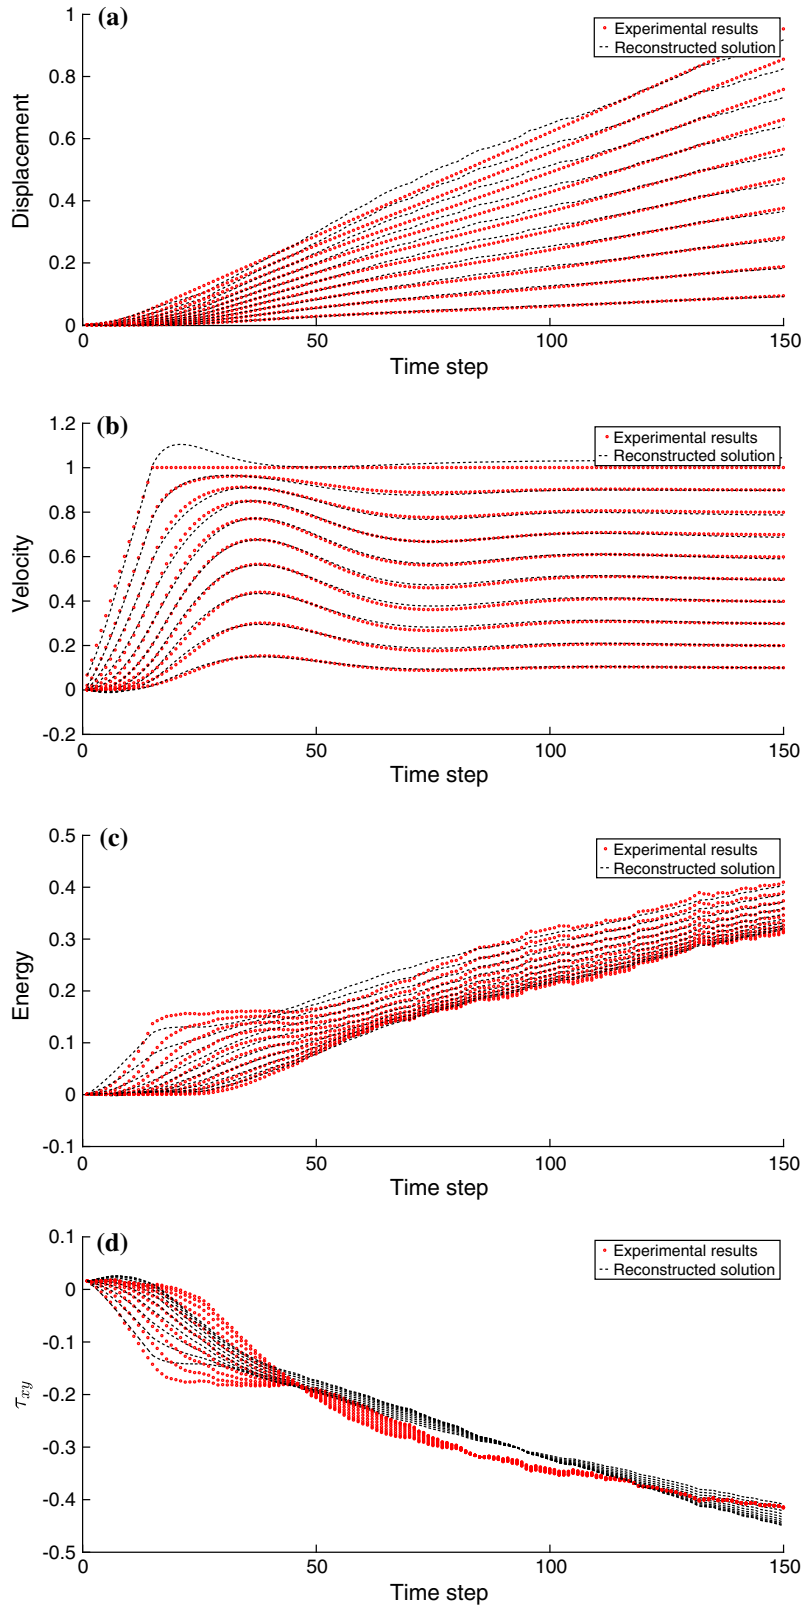 (a)
1
0.8
0.6
0.4
0.2
0
Displacement
Experimental results
Reconstructed solution
0 50 100 150
Time step
(b)
1.2
1
0.8
0.6
0.4
0.2
0
-0.2
Velocity
Experimental results
Reconstructed solution
0 50 100 150
Time step
(c)
0.5
0.4
0.3
0.2
0.1
0
-0.1
Energy
Experimental results
Reconstructed solution
0 50 100 150
Time step
(d)
0.1
0
-0.1
-0.2
-0.3
-0.4
-0.5
τxy
Experimental results
Reconstructed solution
0 50 100 150
Time step